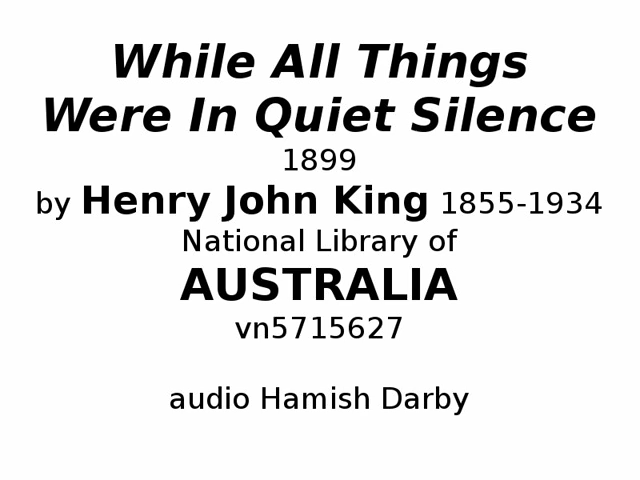 While All Things
Were In Quiet Silence
1899
by Henry John King 1855-1934
National Library of
AUSTRALIA
vn5715627
audio Hamish Darby